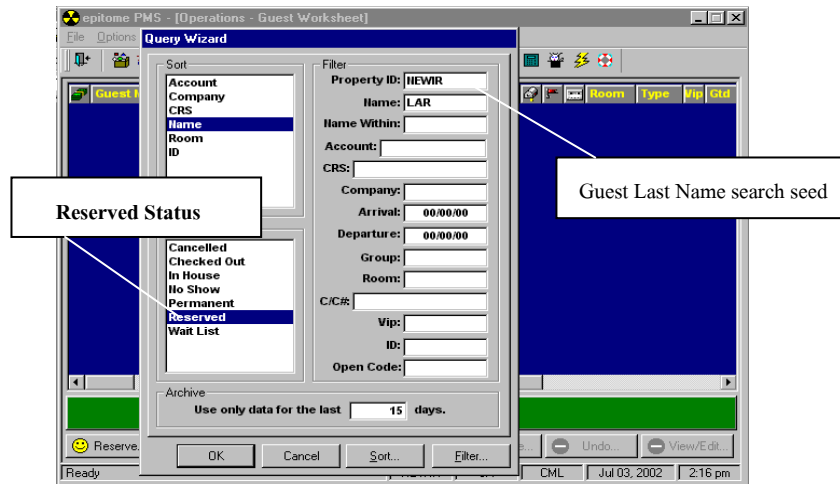 epitome PMS - [Operations - Guest Worksheet]
File Options
Query Wizard
Sort
Account
Company
CRS
Name
Room
ID
Filter
Property ID: NEWIR
Name: LAR
Name Within:
Account:
CRS:
Company:
Arrival: 00/00/00
Departure: 00/00/00
Group:
Room:
C/C#:
Vip:
ID:
Open Code:
Guest
Room Type Vip Gtd
Reserved Status
Guest Last Name search seed
Cancelled
Checked Out
In House
No Show
Permanent
Reserved
Wait List
Archive
Use only data for the last 15 days.
OK Cancel Sort... Filter...
Reserve. Undo... View/Edit...
Ready CML Jul 03, 2002 2:16 pm